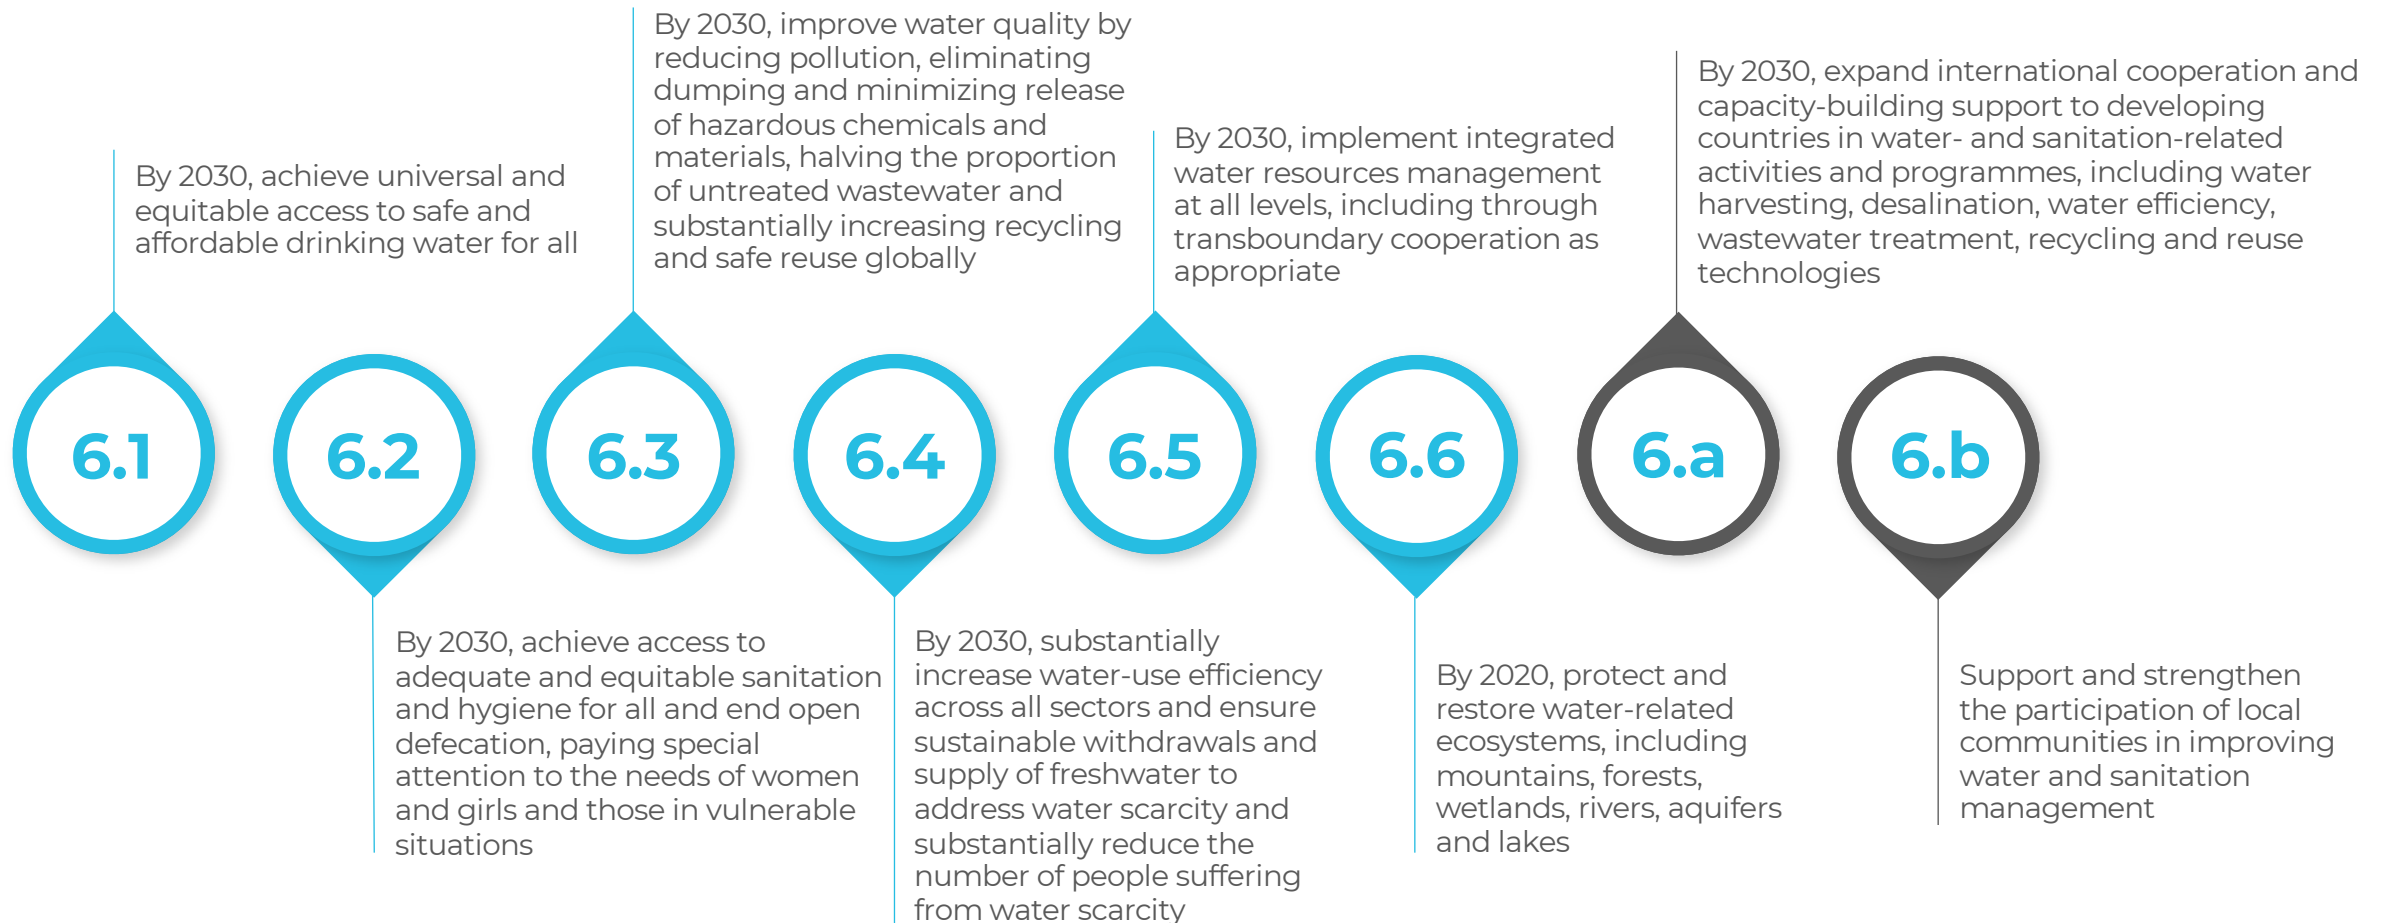 By 2030, achieve universal and
equitable access to safe and
affordable drinking water for all
6.1
6.2
By 2030, achieve access to
adequate and equitable sanitation
and hygiene for all and end open
defecation, paying special
attention to the needs of women
and girls and those in vulnerable
situations
By 2030, improve water quality by
reducing pollution, eliminating
dumping and minimizing release
of hazardous chemicals and
materials, halving the proportion
of untreated wastewater and
substantially increasing recycling
and safe reuse globally
6.3
6.4
By 2030, substantially
increase water-use efficiency
across all sectors and ensure
sustainable withdrawals and
supply of freshwater to
address water scarcity and
substantially reduce the
number of people suffering
from water scarcity
By 2030, implement integrated
water resources management
at all levels, including through
transboundary cooperation as
appropriate
6.5
6.6
By 2020, protect and
restore water-related
ecosystems, including
mountains, forests,
wetlands, rivers, aquifers
and lakes
By 2030, expand international cooperation and
capacity-building support to developing
countries in water- and sanitation-related
activities and programmes, including water
harvesting, desalination, water efficiency,
wastewater treatment, recycling and reuse
technologies
6.a
6.b
Support and strengthen
the participation of local
communities in improving
water and sanitation
management